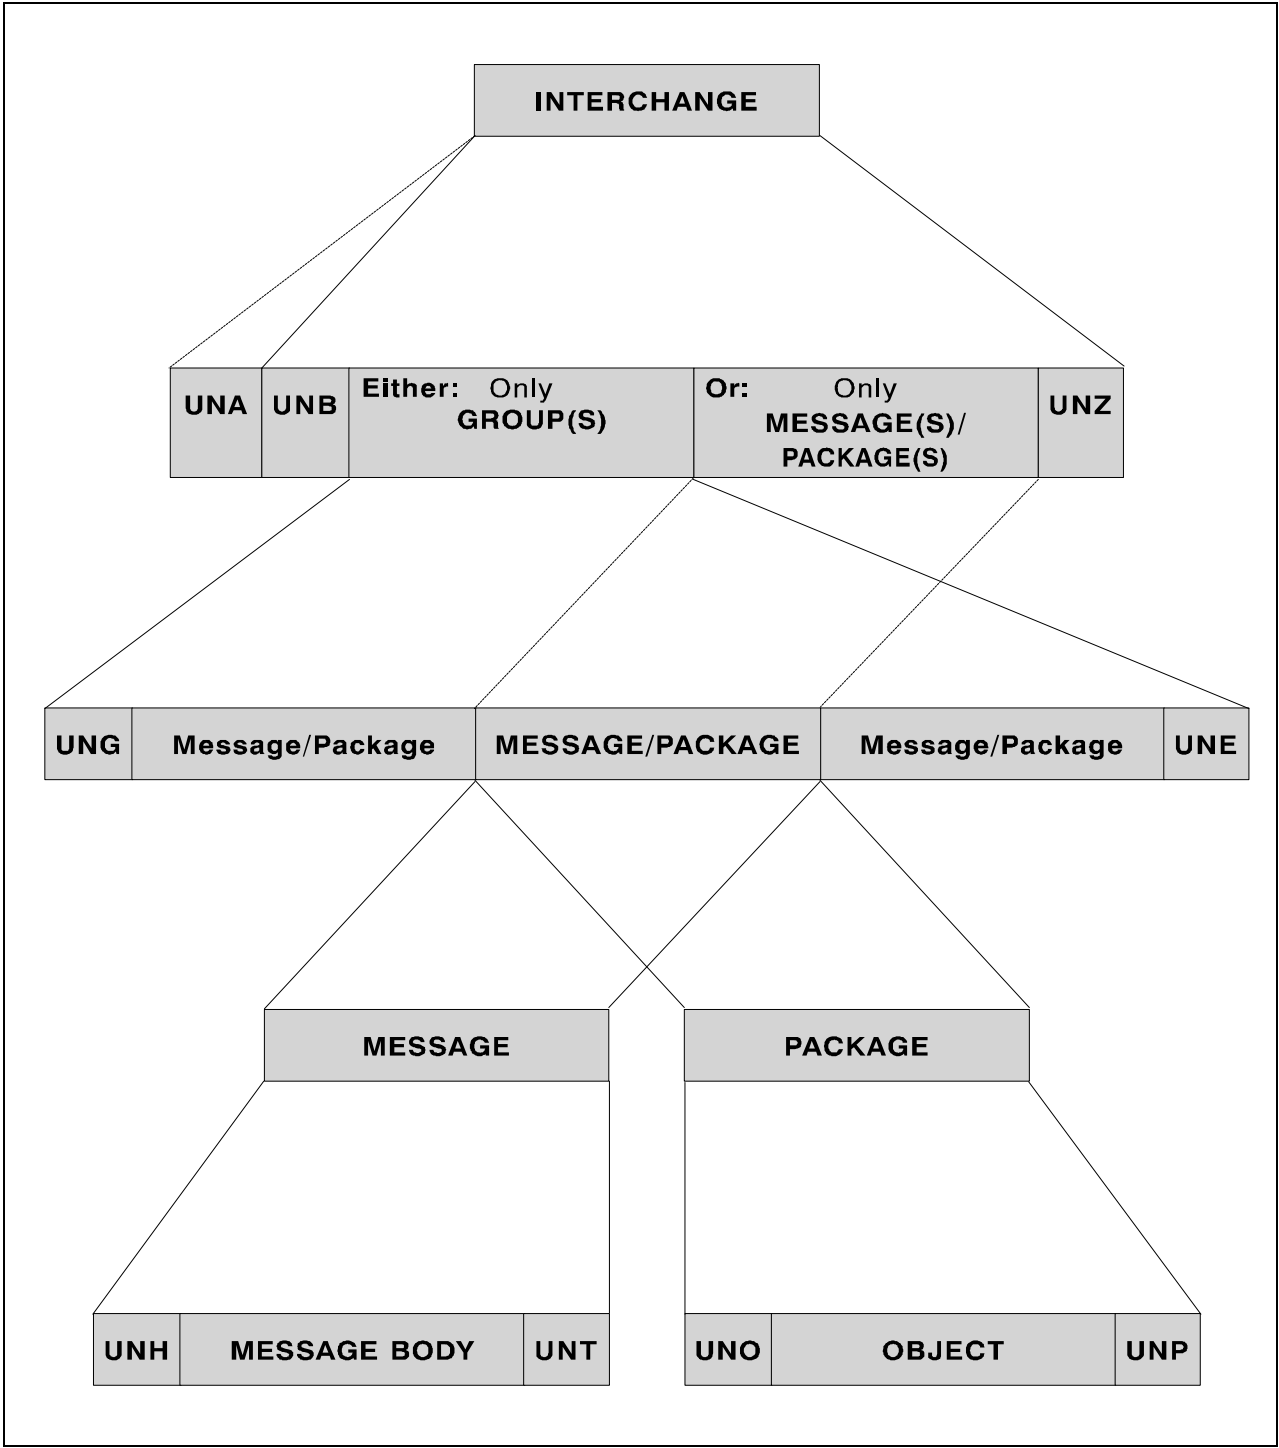 INTERCHANGE
UNA UNB Either: Only GROUP(S) Or: Only MESSAGE(S)/ PACKAGE(S) UNZ
UNG Message/Package MESSAGE/PACKAGE Message/Package UNE
MESSAGE PACKAGE
UNH MESSAGE BODY UNT UNO OBJECT UNP